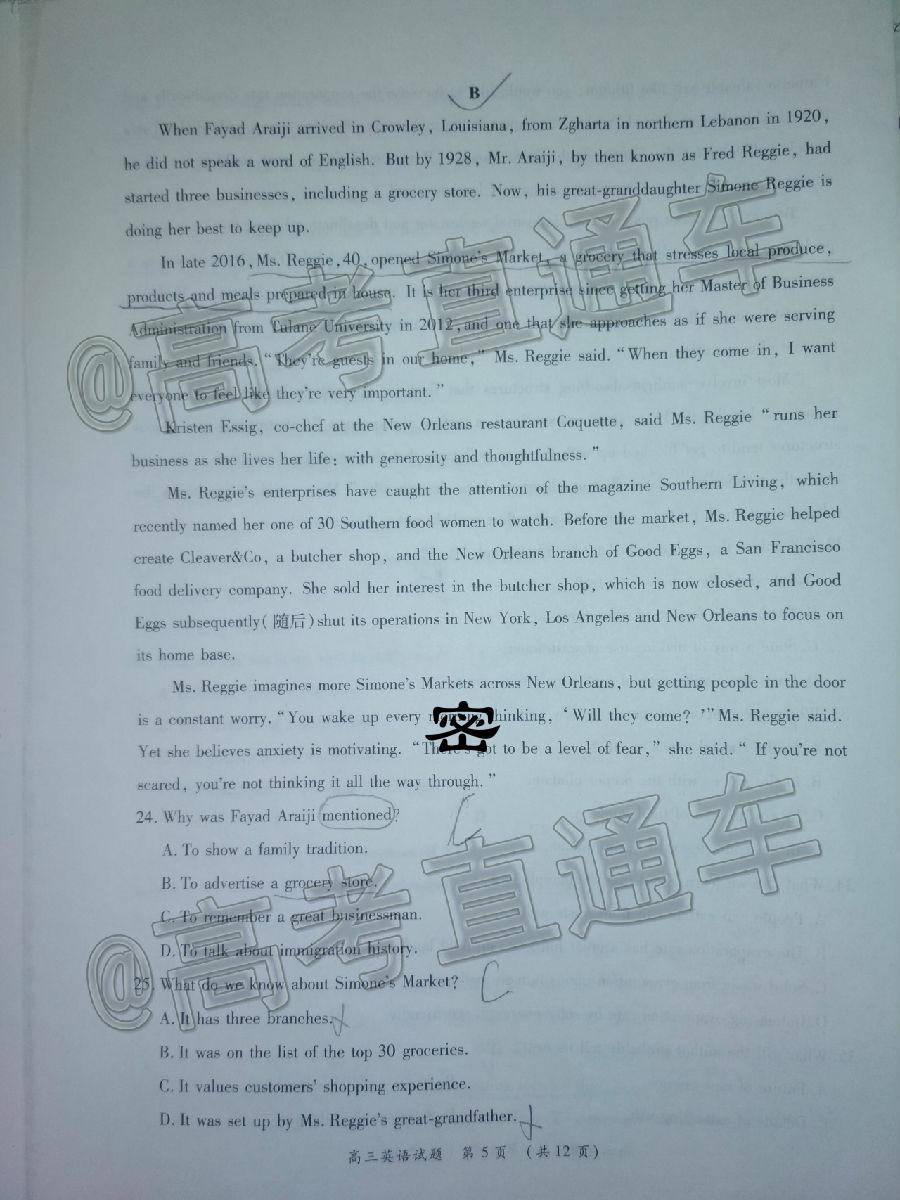 B
When Fayad Araiji arrived in Crowley, Louisiana, from Zgharta in northern Lebanon in 1920,
he did not speak a word of English. But by 1928, Mr. Araiji, by then known as Fred Reggie, had
started three businesses, including a grocery store. Now, his great-granddaughter Simone Reggie is
doing her best to keep up.
In late 2016, Ms. Reggie, 40, opened Simone's Market, a grocery that stresses local produce,
products and meals prepared in house. It is her third enterprise since getting her Master of Business
Administration from Tulane University in 2012, and one that she approaches as if she were serving
family and friends. "They're guests in our home," Ms. Reggie said. "When they come in, I want
everyone to feel like they're very important."
Kristen Essig, co-chef at the New Orleans restaurant Coquette, said Ms. Reggie "runs her
business as she lives her life: with generosity and thoughtfulness."
Ms. Reggie's enterprises have caught the attention of the magazine Southern Living, which
recently named her one of 30 Southern food women to watch. Before the market, Ms. Reggie helped
create Cleaver&Co, a butcher shop, and the New Orleans branch of Good Eggs, a San Francisco
food delivery company. She sold her interest in the butcher shop, which is now closed, and Good
Eggs subsequently(随后)shut its operations in New York, Los Angeles and New Orleans to focus on
its home base.
Ms. Reggie imagines more Simone's Markets across New Orleans, but getting people in the door
is a constant worry. "You wake up every thinking, 'Will they come?'" Ms. Reggie said.
密
Yet she believes anxiety is motivating. "There's got to be a level of fear," she said. "If you're not
scared, you're not thinking it all the way through."
24. Why was Fayad Araiji mentioned? C
A. To show a family tradition.
B. To advertise a grocery store.
C. To remember a great businessman.
D. To talk about immigration history.
25. What do we know about Simone's Market? C
A. It has three branches.
B. It was on the list of the top 30 groceries.
C. It values customers' shopping experience.
D. It was set up by Ms. Reggie's great-grandfather.
高三英语试题 第5页 (共12页)
@高考直通车
@高考直通车